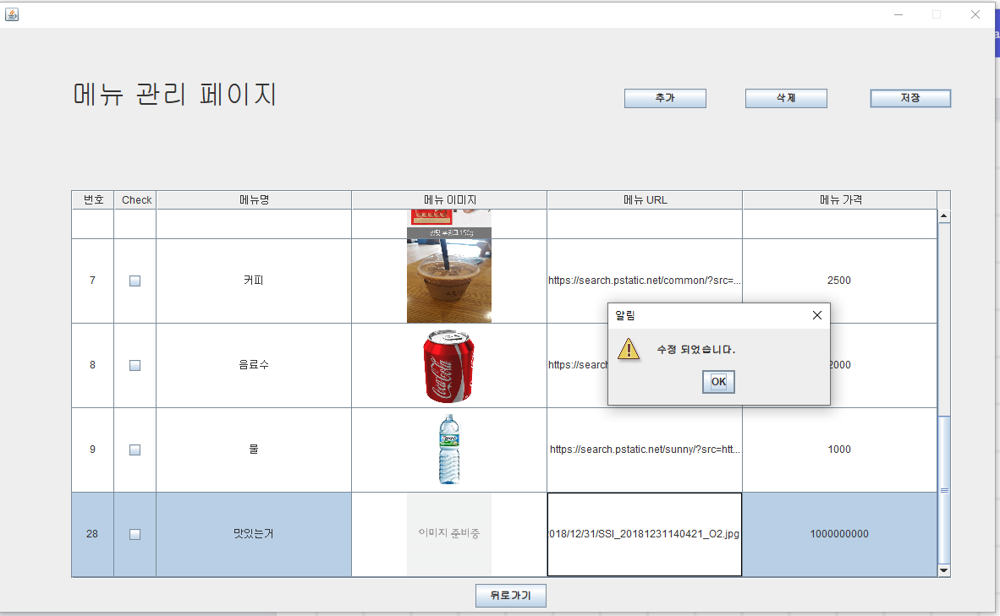 메뉴 관리 페이지
추가
삭제
저장
번호 Check 메뉴명 메뉴 이미지 메뉴 URL 메뉴 가격
7 커피 https://search.pstatic.net/common/?src=... 2500
알림
수정 되었습니다.
OK
8 음료수 Coca-Cola https://search 2000
9 물 https://search.pstatic.net/sunny/?src=htt... 1000
28 맛있는거 이미지 준비중 018/12/31/SSI_20181231140421_O2.jpg 1000000000
뒤로가기